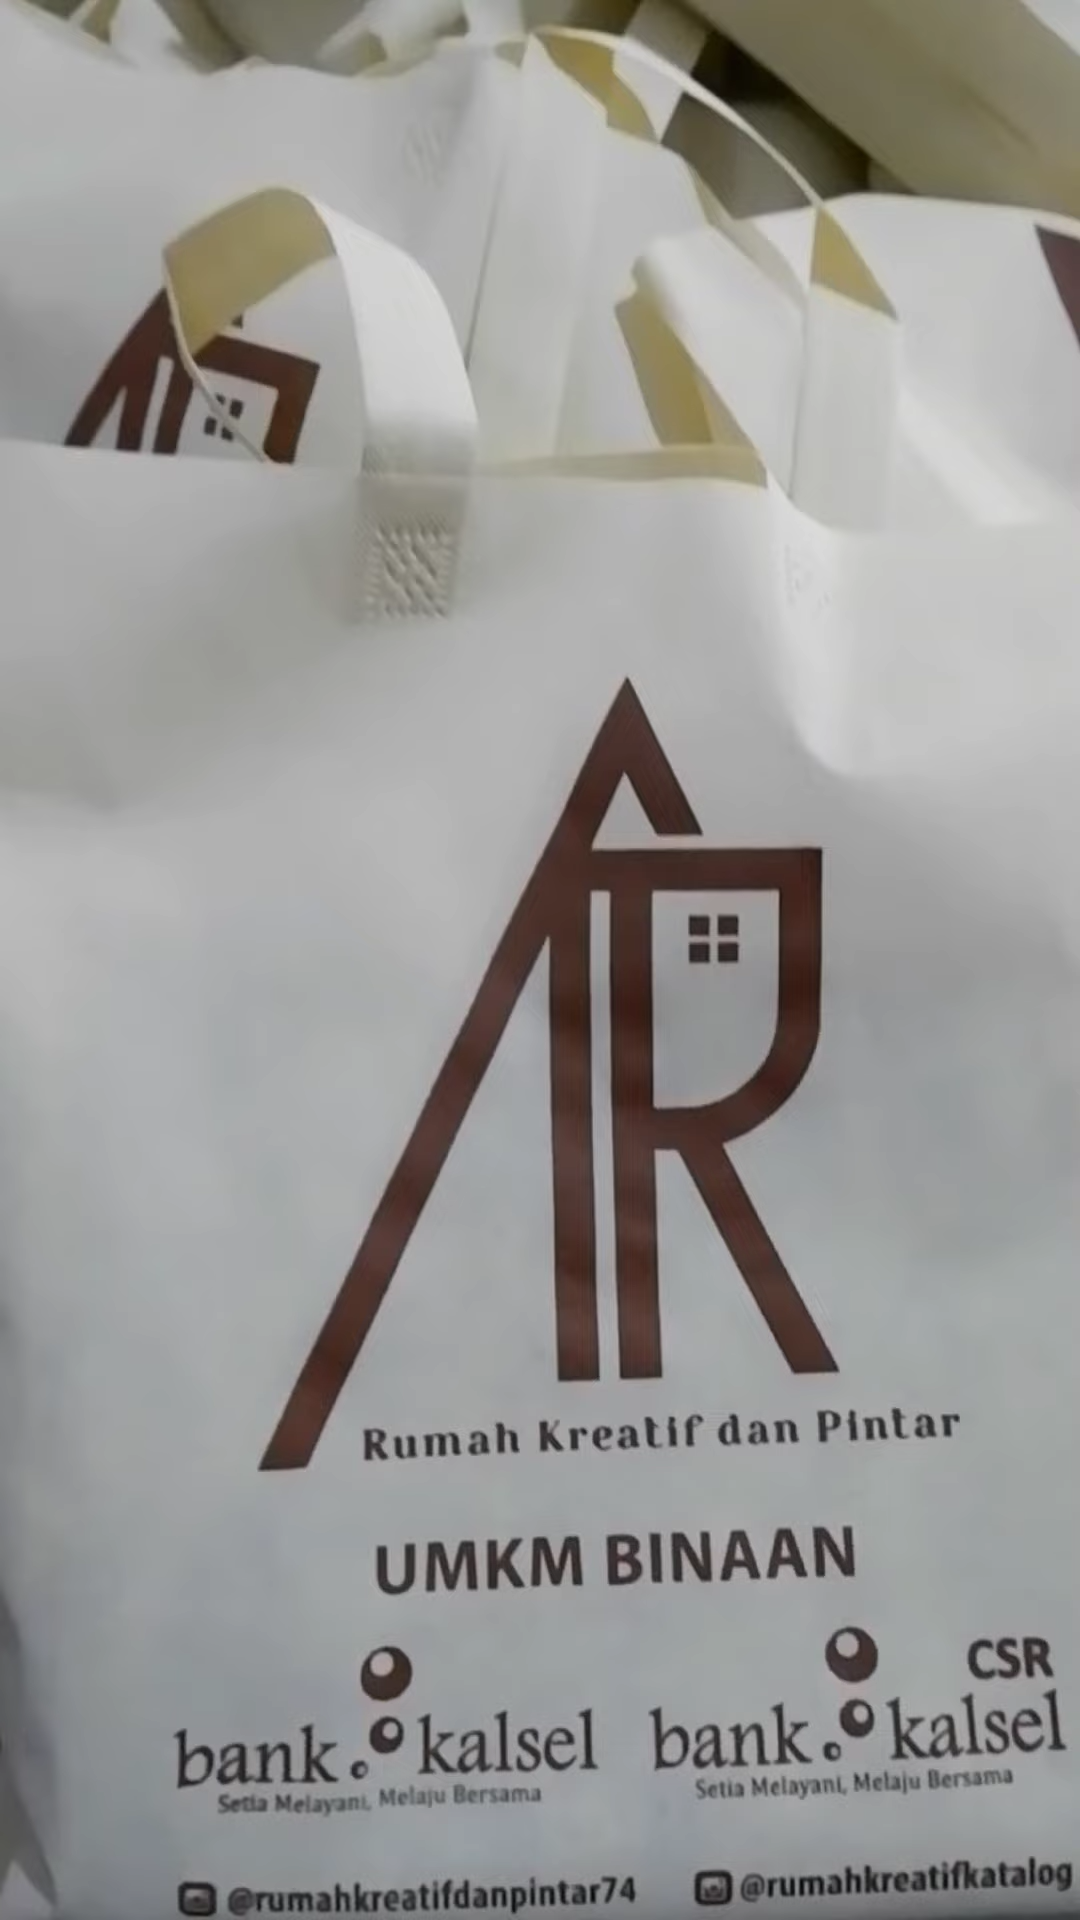 AR
Rumah Kreatif dan Pintar
UMKM BINAAN
bank kalsel
Setia Melayani, Melaju Bersama
CSR
bank kalsel
Setia Melayani, Melaju Bersama
@rumahkreatifdanpintar74
@rumahkreatifkatalog